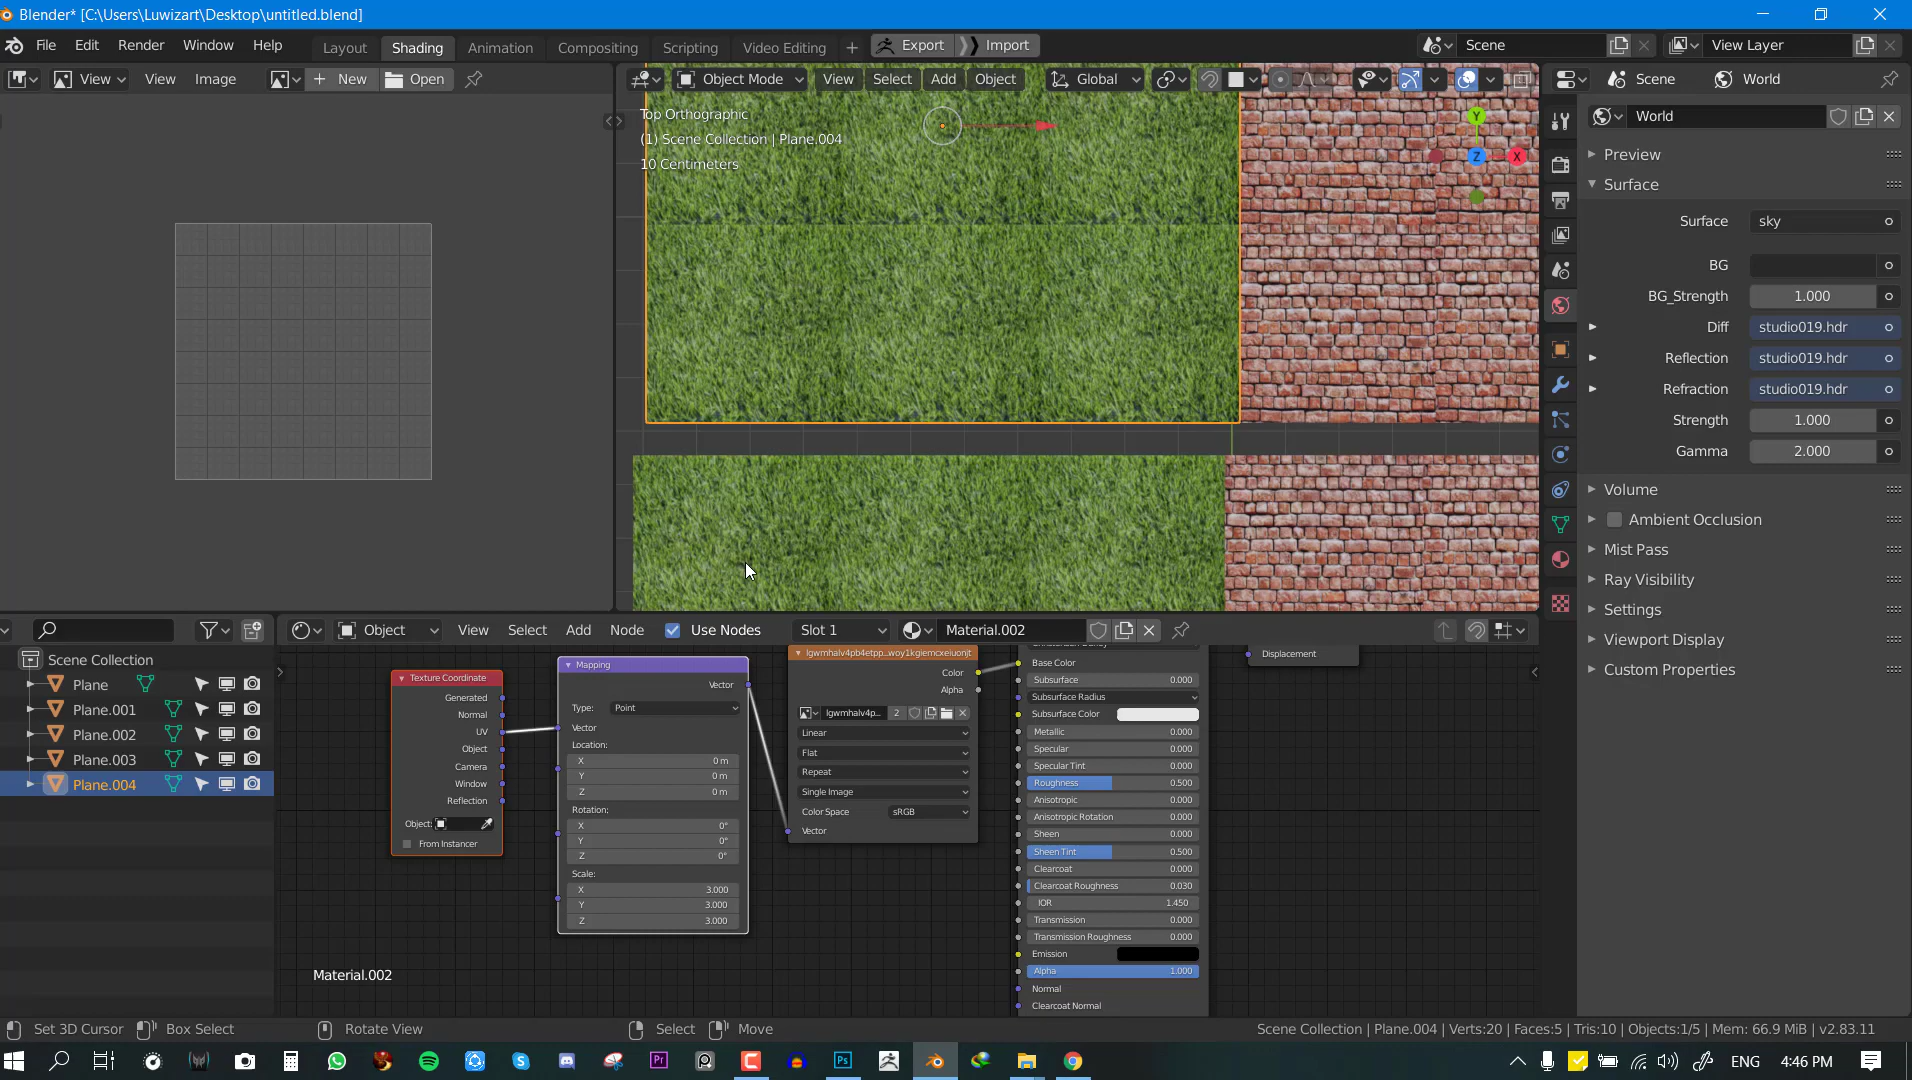 Blender* [C:\Users\Luwizart\Desktop\untitled.blend]
File Edit Render Window Help Layout Shading Animation Compositing Scripting Video Editing + Export Import Scene View Layer
View View Image + New Open Object Mode View Select Add Object Global Scene World
Top Orthographic
(1) Scene Collection | Plane.004
10 Centimeters
Y
Z
X
World
Preview
Surface
Surface sky
BG
BG_Strength 1.000
Diff studio019.hdr
Reflection studio019.hdr
Refraction studio019.hdr
Strength 1.000
Gamma 2.000
Volume
Ambient Occlusion
Mist Pass
Ray Visibility
Settings
Viewport Display
Custom Properties
Object View Select Add Node Use Nodes Slot 1 Material.002
Scene Collection
Plane
Plane.001
Plane.002
Plane.003
Plane.004
Texture Coordinate
Generated
Normal
UV
Object
Camera
Window
Reflection
Object:
From Instancer
Mapping
Vector
Type: Point
Vector
Location:
X 0 m
Y 0 m
Z 0 m
Rotation:
X 0°
Y 0°
Z 0°
Scale:
X 3.000
Y 3.000
Z 3.000
Color
Alpha
lgwmhalv4p... 2
Linear
Flat
Repeat
Single Image
Color Space sRGB
Vector
Base Color
Subsurface 0.000
Subsurface Radius
Subsurface Color
Metallic 0.000
Specular 0.000
Specular Tint 0.000
Roughness 0.500
Anisotropic 0.000
Anisotropic Rotation 0.000
Sheen 0.000
Sheen Tint 0.500
Clearcoat 0.000
Clearcoat Roughness 0.030
IOR 1.450
Transmission 0.000
Transmission Roughness 0.000
Emission
Alpha 1.000
Normal
Clearcoat Normal
Displacement
Material.002
Set 3D Cursor Box Select Rotate View Select Move Scene Collection | Plane.004 | Verts:20 | Faces:5 | Tris:10 | Objects:1/5 | Mem: 66.9 MiB | v2.83.11
Pr Ps ENG 4:46 PM